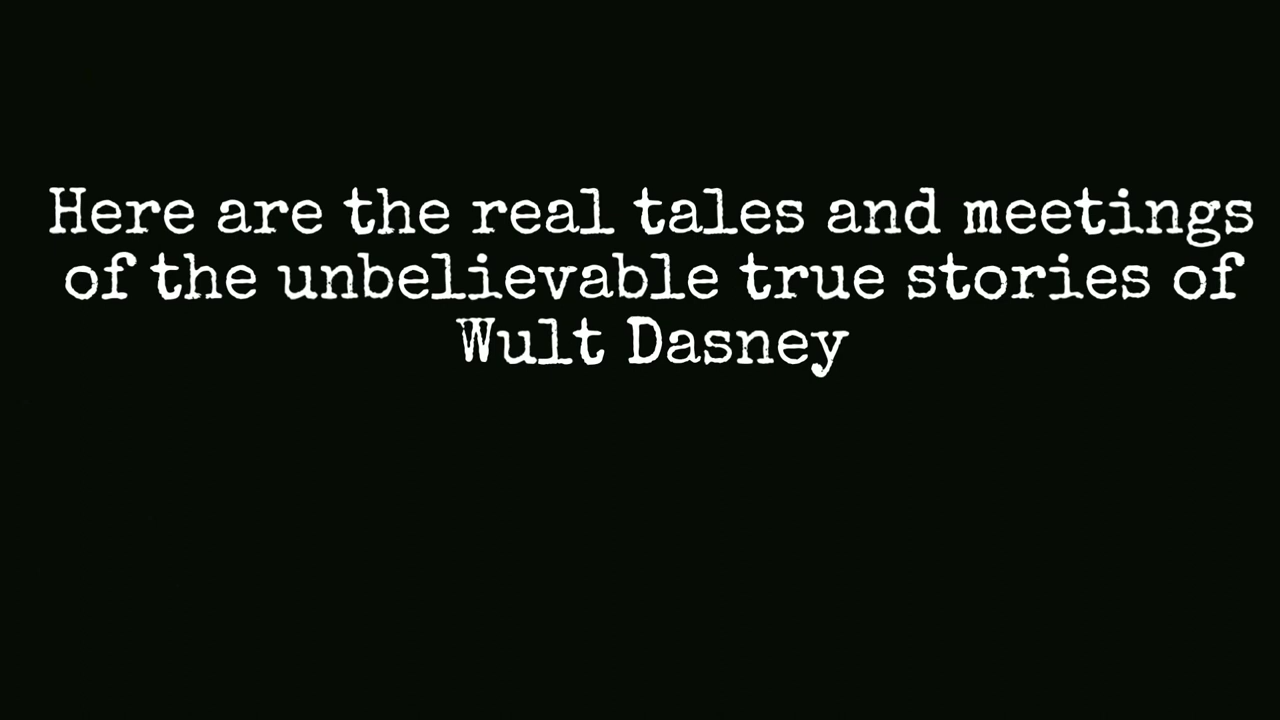 Here are the real tales and meetings
of the unbelievable true stories of
Wult Dasney